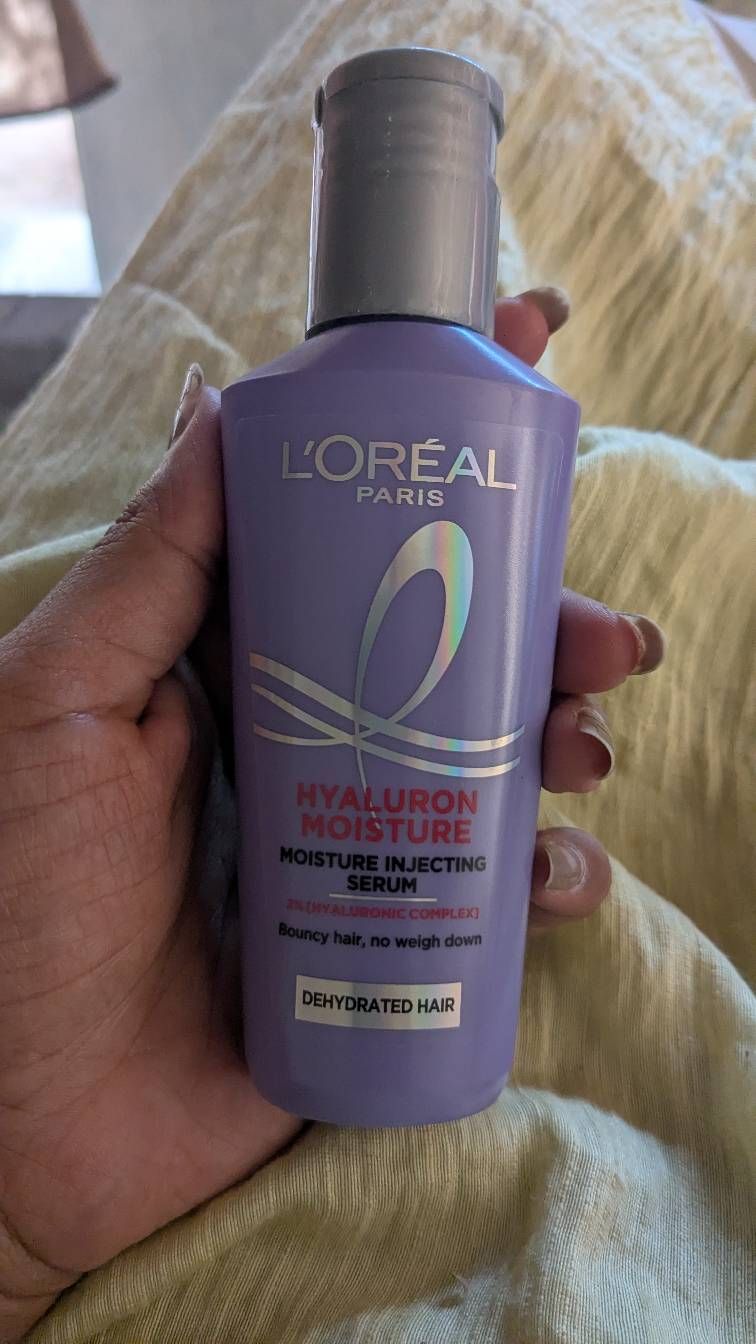 L'ORÉAL
PARIS
HYALURON
MOISTURE
MOISTURE INJECTING
SERUM
2% [HYALURONIC COMPLEX]
Bouncy hair, no weigh down
DEHYDRATED HAIR